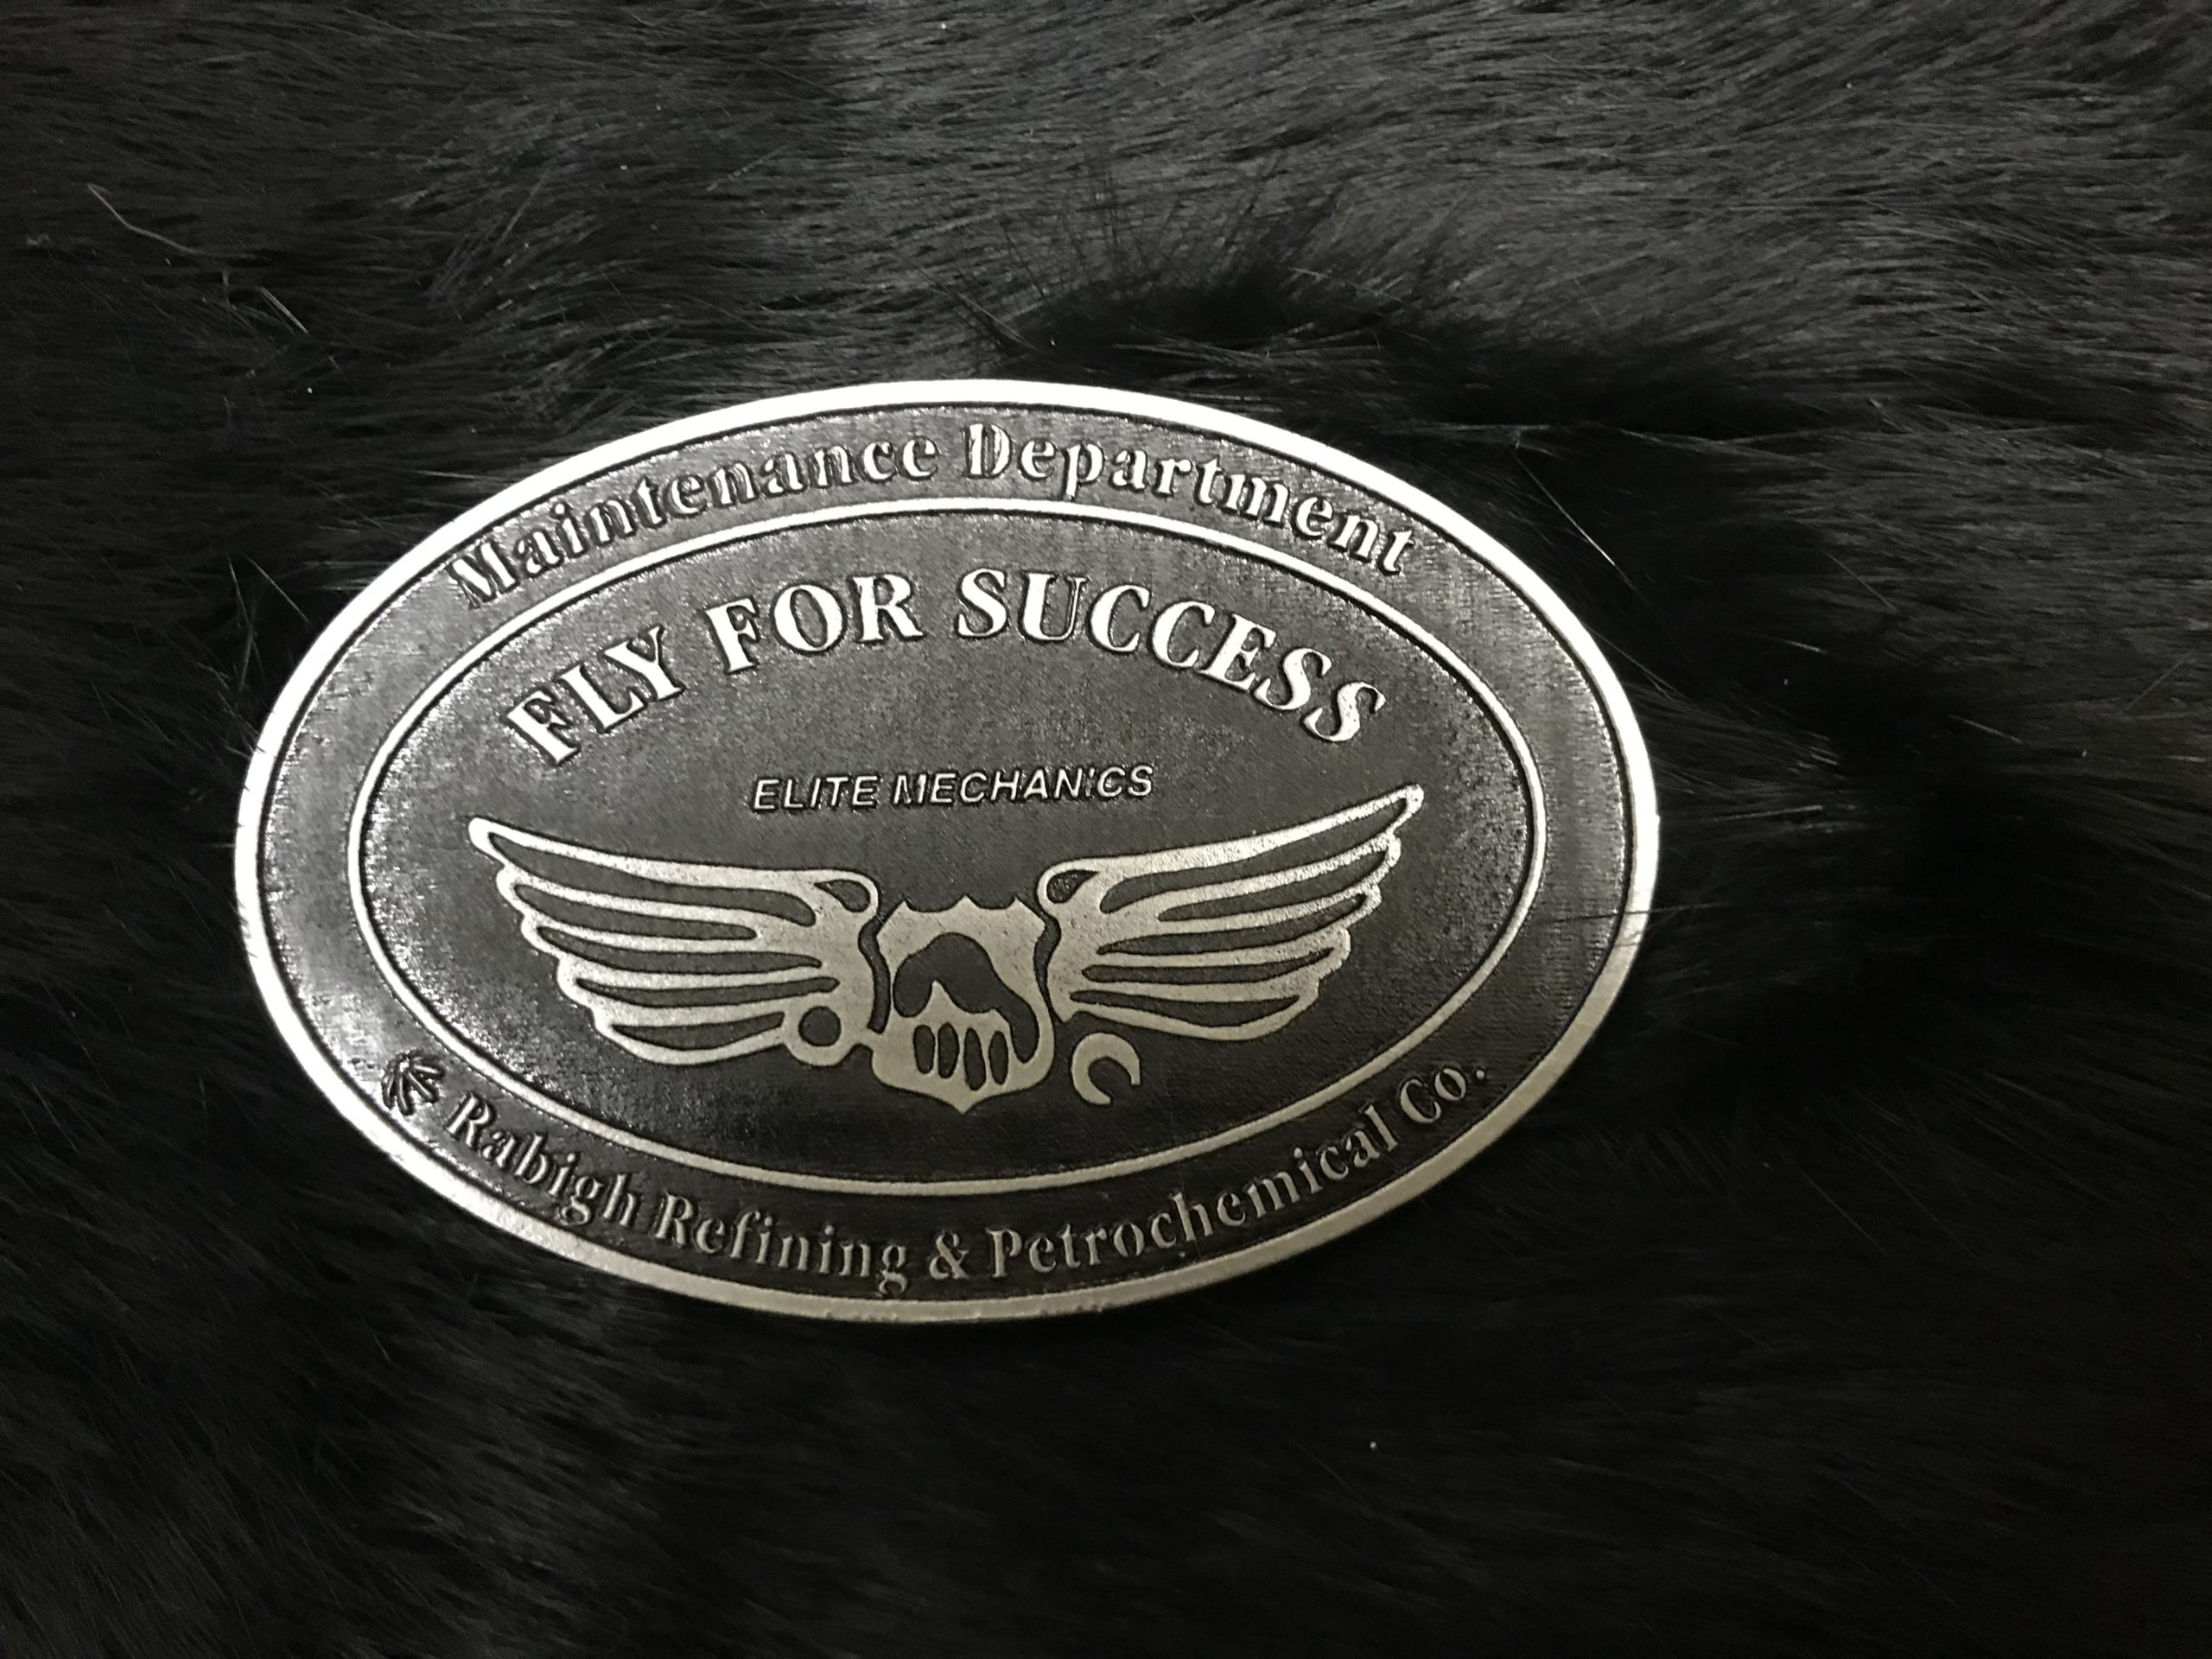 Maintenance Department
FLY FOR SUCCESS
ELITE MECHANICS
Rabigh Refining & Petrochemical Co.